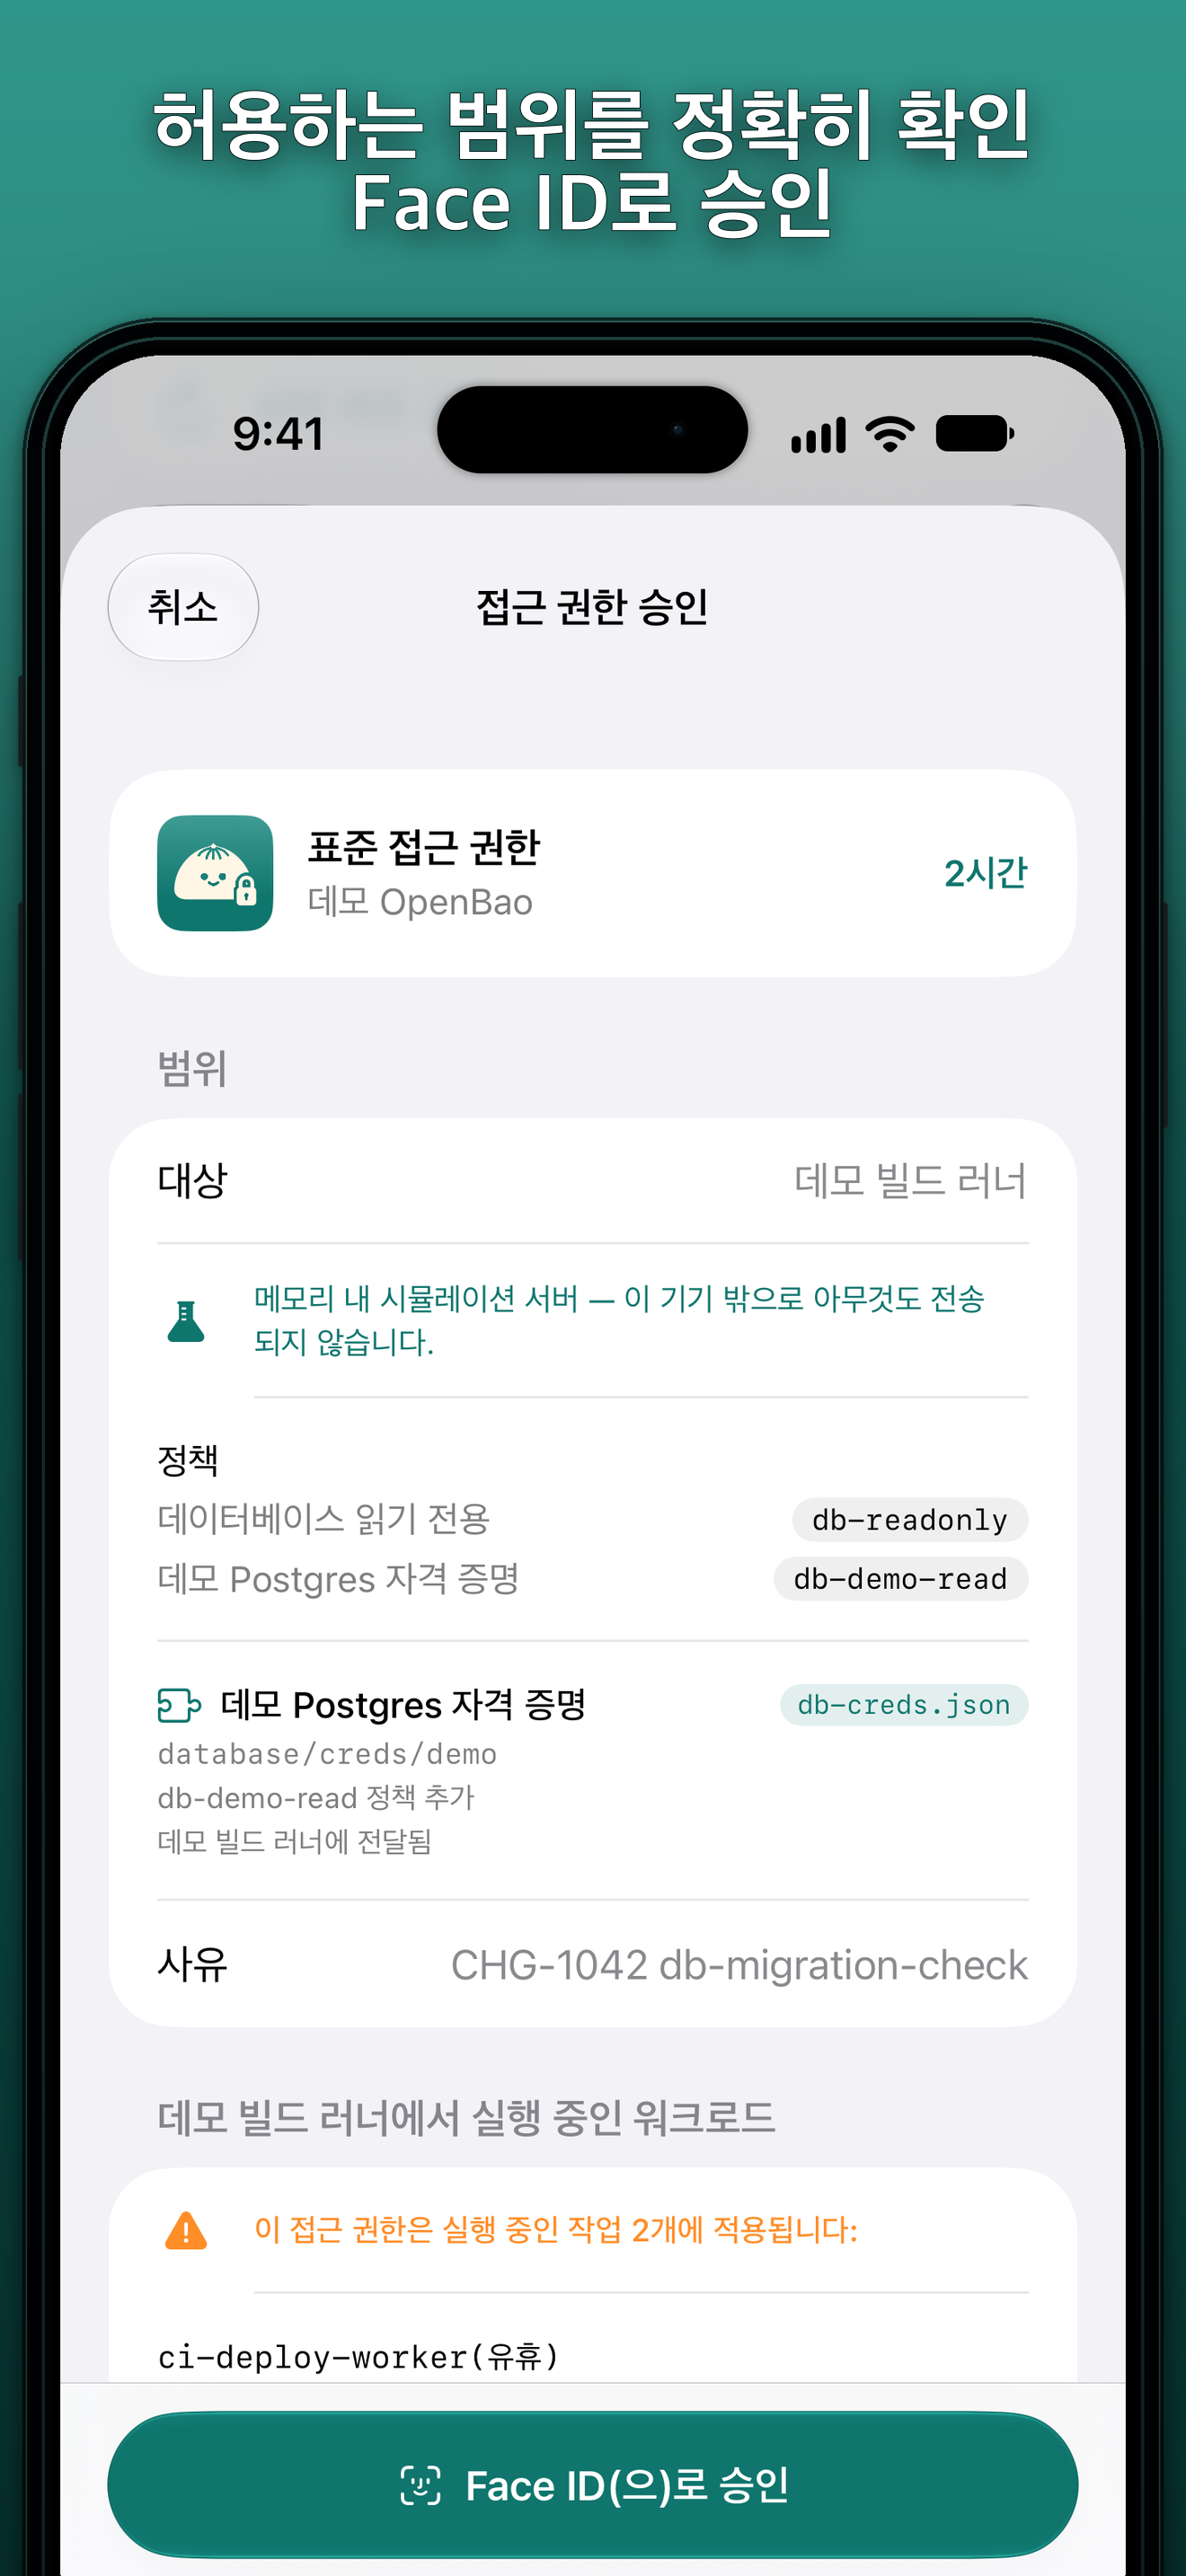 허용하는 범위를 정확히 확인
Face ID로 승인
9:41
취소
접근 권한 승인
표준 접근 권한
데모 OpenBao
2시간
범위
대상
데모 빌드 러너
메모리 내 시뮬레이션 서버 — 이 기기 밖으로 아무것도 전송
되지 않습니다.
정책
데이터베이스 읽기 전용
db-readonly
데모 Postgres 자격 증명
db-demo-read
데모 Postgres 자격 증명
db-creds.json
database/creds/demo
db-demo-read 정책 추가
데모 빌드 러너에 전달됨
사유
CHG-1042 db-migration-check
데모 빌드 러너에서 실행 중인 워크로드
이 접근 권한은 실행 중인 작업 2개에 적용됩니다:
ci-deploy-worker(유휴)
Face ID(으)로 승인